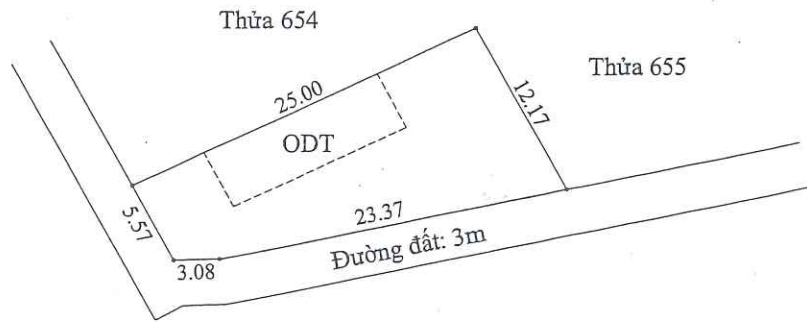 Thửa 654
Thửa 655
25.00
12.17
ODT
5.57
23.37
3.08
Đường đất: 3m